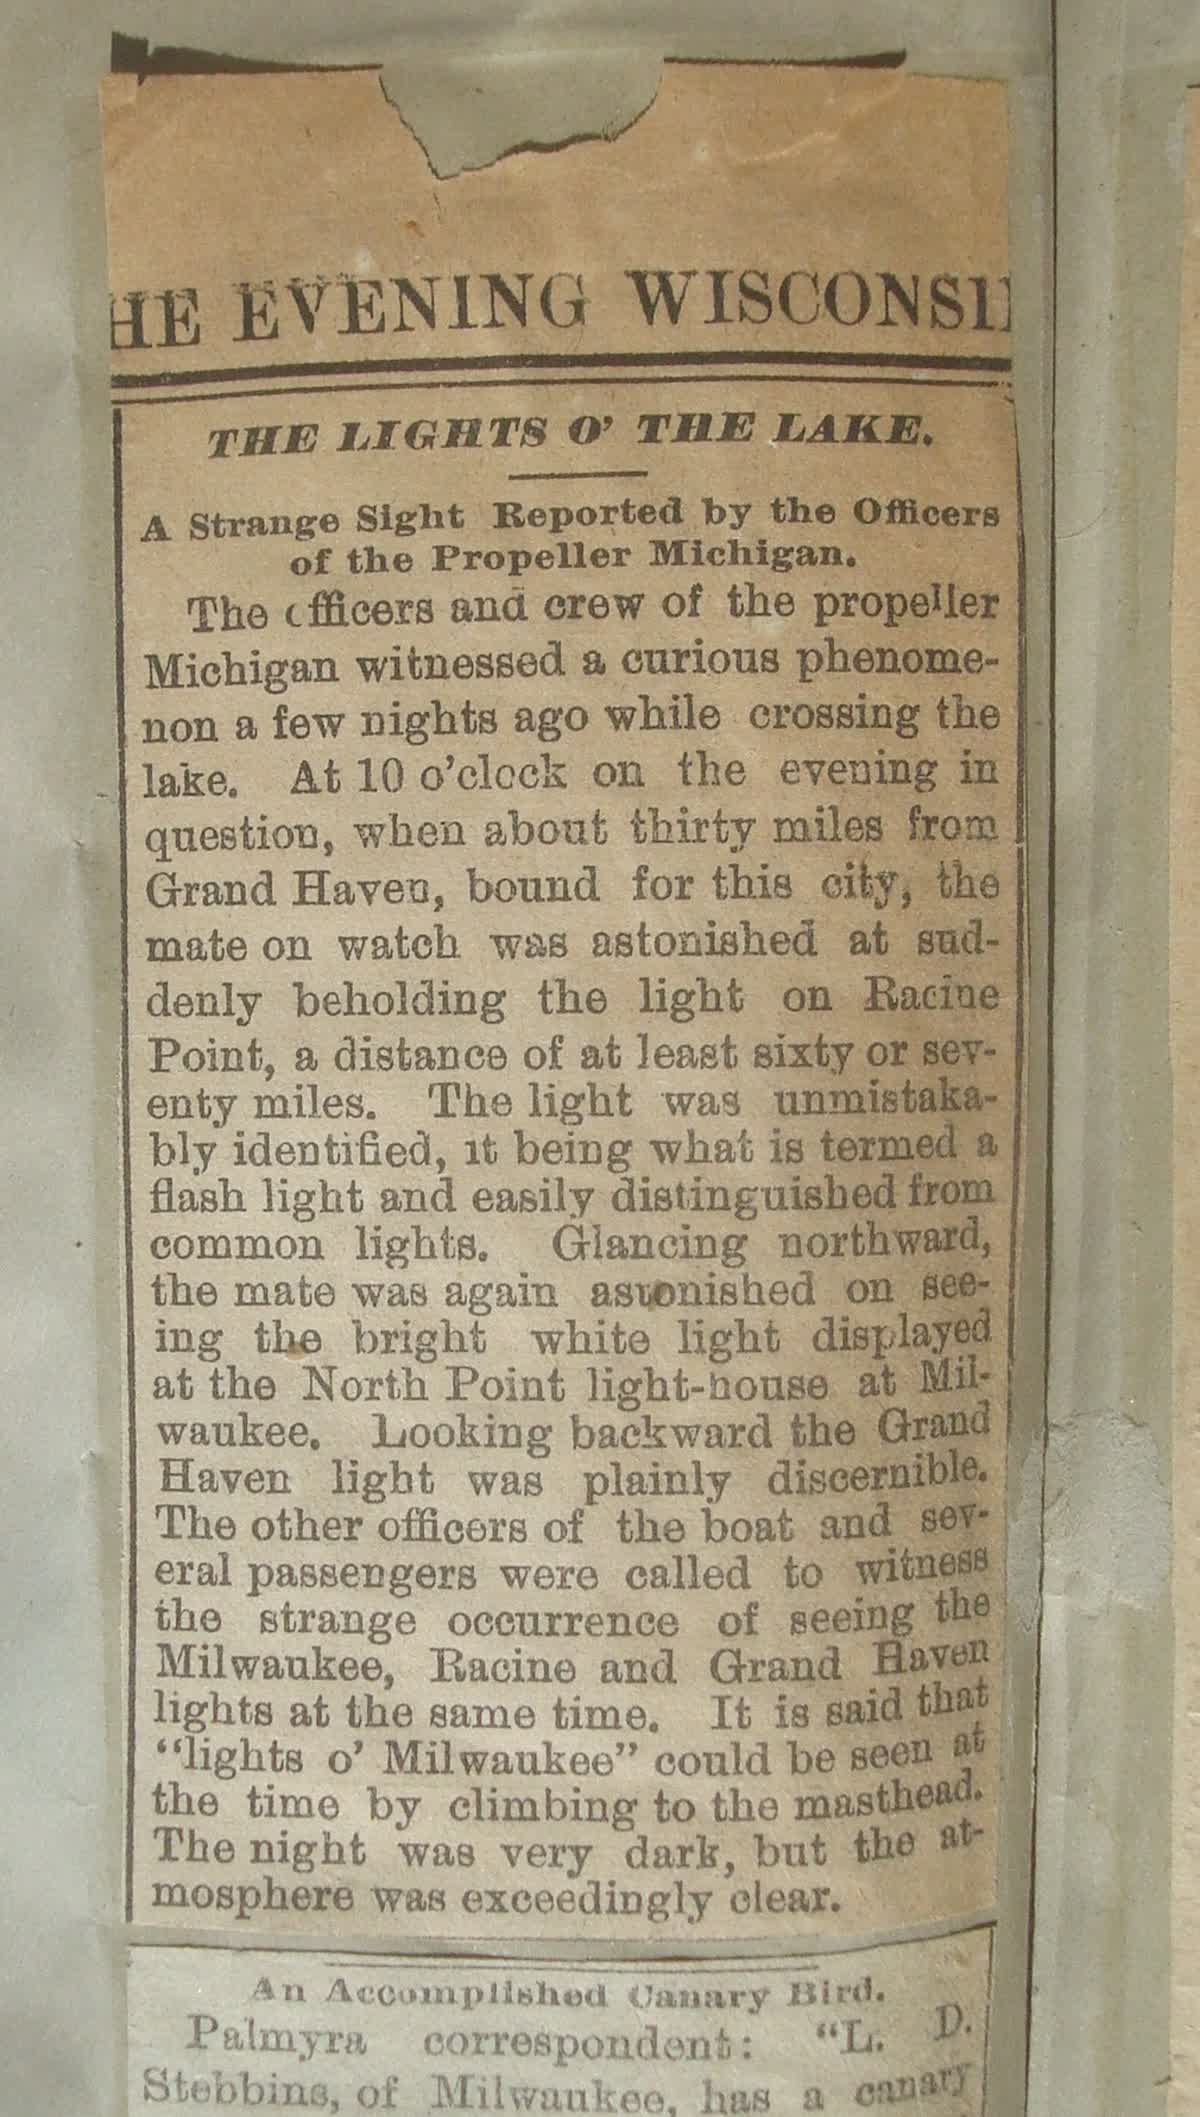 HE EVENING WISCONSI
THE LIGHTS O' THE LAKE.
A Strange Sight Reported by the Officers
of the Propeller Michigan.
The officers and crew of the propeller
Michigan witnessed a curious phenome-
non a few nights ago while crossing the
lake. At 10 o'clock on the evening in
question, when about thirty miles from
Grand Haven, bound for this city, the
mate on watch was astonished at sud-
denly beholding the light on Racine
Point, a distance of at least sixty or sev-
enty miles. The light was unmistaka-
bly identified, it being what is termed a
flash light and easily distinguished from
common lights. Glancing northward,
the mate was again astonished on see-
ing the bright white light displayed
at the North Point light-house at Mil-
waukee. Looking backward the Grand
Haven light was plainly discernible.
The other officers of the boat and sev-
eral passengers were called to witness
the strange occurrence of seeing the
Milwaukee, Racine and Grand Haven
lights at the same time. It is said that
"lights o' Milwaukee" could be seen at
the time by climbing to the masthead.
The night was very dark, but the at-
mosphere was exceedingly clear.
An Accomplished Canary Bird.
Palmyra correspondent: "L. D.
Stebbins, of Milwaukee, has a canary